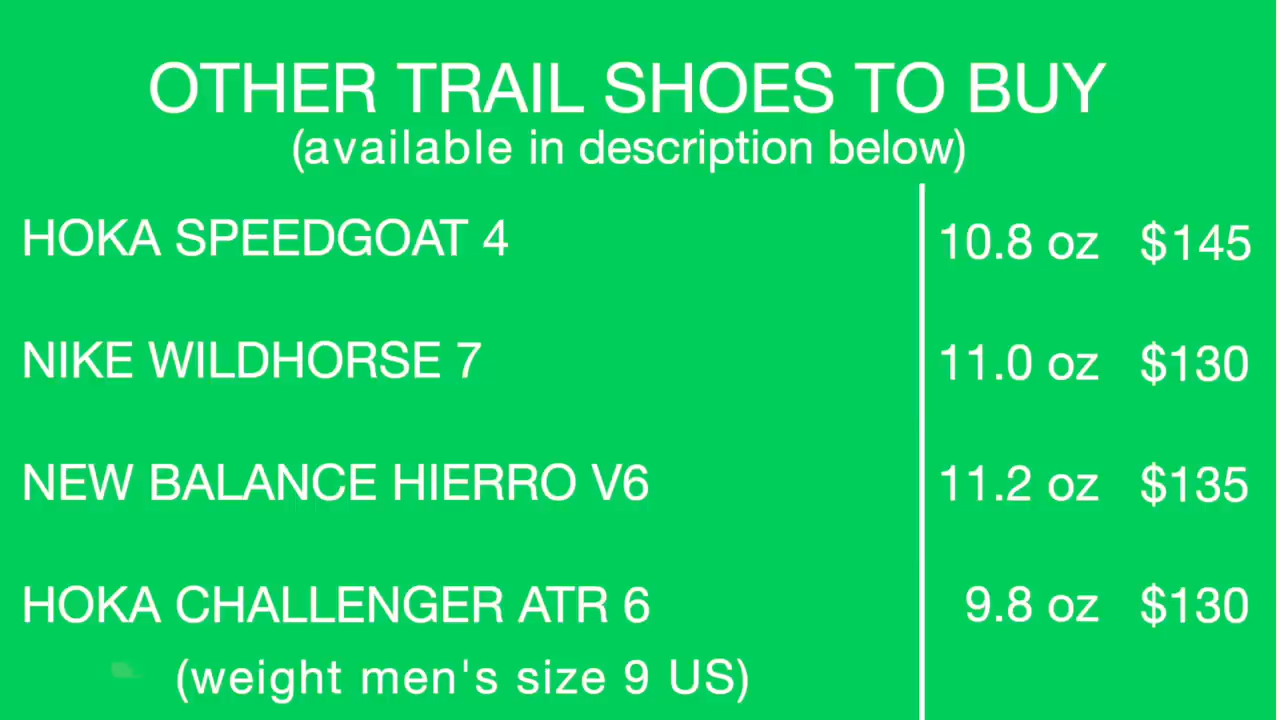 OTHER TRAIL SHOES TO BUY
(available in description below)
HOKA SPEEDGOAT 4 10.8 oz $145
NIKE WILDHORSE 7 11.0 oz $130
NEW BALANCE HIERRO V6 11.2 oz $135
HOKA CHALLENGER ATR 6 9.8 oz $130
(weight men's size 9 US)